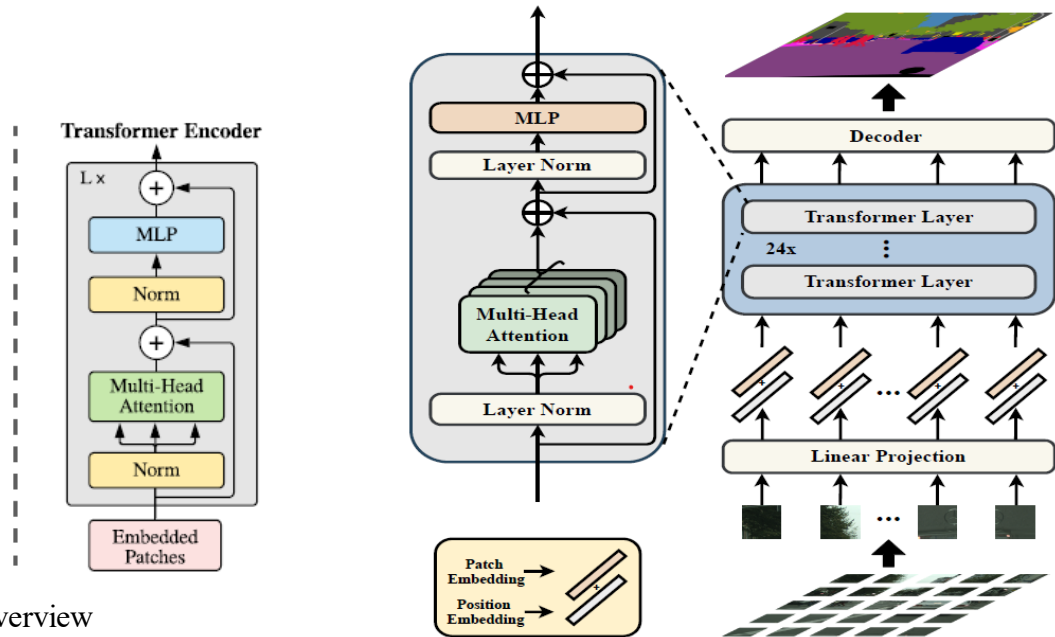 Transformer Encoder
L x
+
MLP
Norm
+
Multi-Head
Attention
Norm
Embedded
Patches
verview
MLP
Layer Norm
Multi-Head
Attention
Layer Norm
Patch
Embedding
+
Position
Embedding
Decoder
Transformer Layer
24x
Transformer Layer
+
+
...
+
+
Linear Projection
...